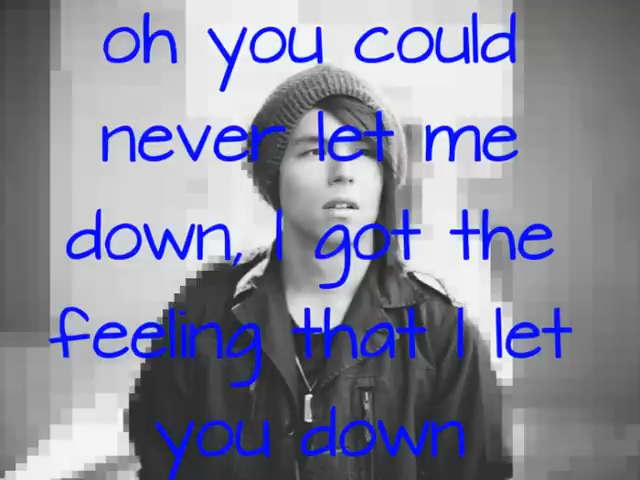 oh you could
never let me
down, I got the
feeling that I let
you down